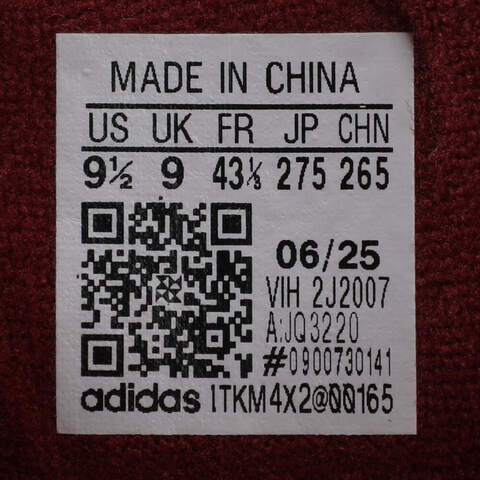 MADE IN CHINA
US UK FR JP CHN
9½ 9 43⅓ 275 265
06/25
VIH 2J2007
A:JQ3220
#0900730141
adidas ITKM4X2@00165